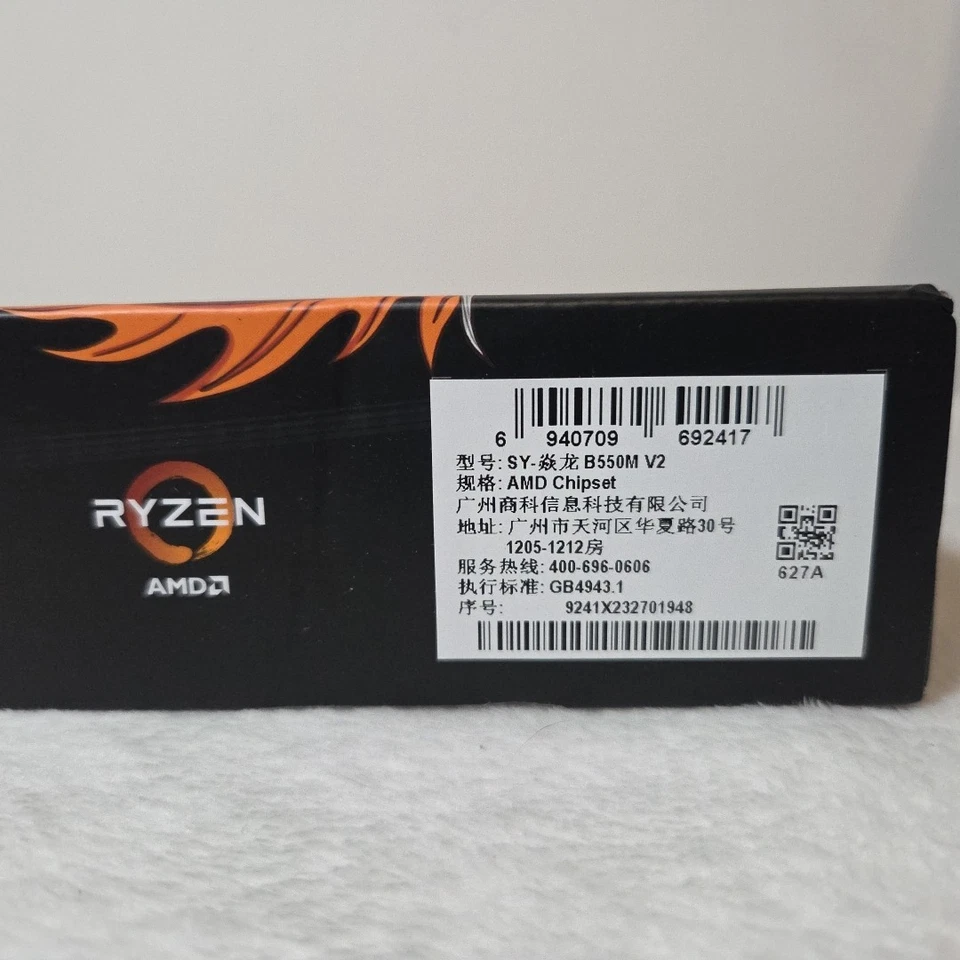 RYZEN
AMD
6 940709 692417
型号: SY-焱龙 B550M V2
规格: AMD Chipset
广州商科信息科技有限公司
地址: 广州市天河区华夏路30号
1205-1212房
服务热线: 400-696-0606
执行标准: GB4943.1
序号: 9241X232701948
627A